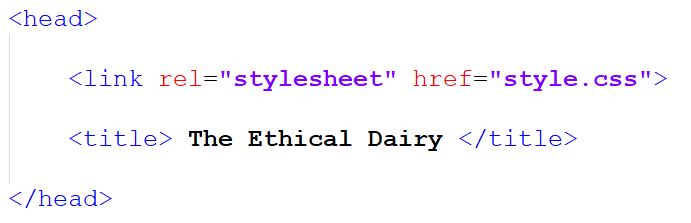 <head>
<link rel="stylesheet" href="style.css">
<title> The Ethical Dairy </title>
</head>